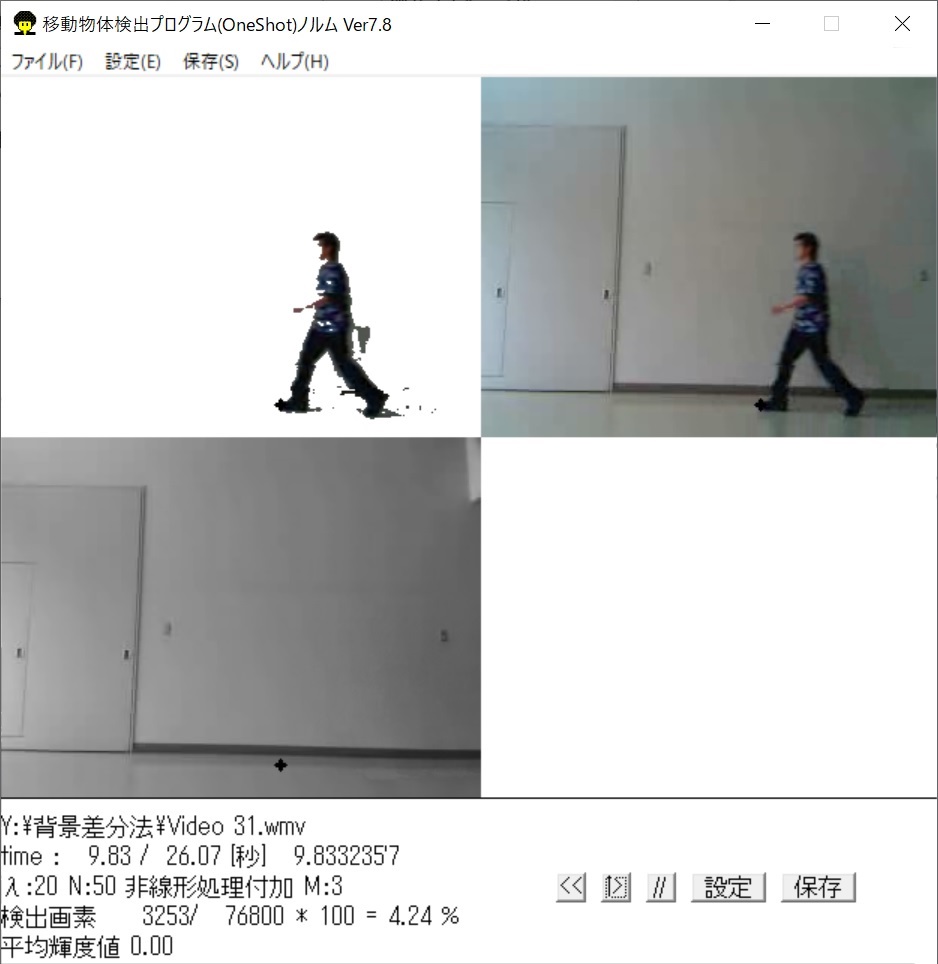 移動物体検出プログラム(OneShot)ノルム Ver7.8
ファイル(F) 設定(E) 保存(S) ヘルプ(H)
Y:¥背景差分法¥Video 31.wmv
time : 9.83 / 26.07 [秒] 9.833235'7
λ:20 N:50 非線形処理付加 M:3
検出画素 3253/ 76800 * 100 = 4.24 %
平均輝度値 0.00
<< // 設定 保存